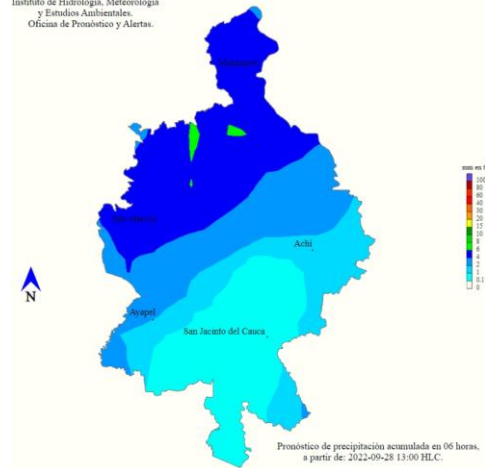 Instituto de Hidrología, Meteorología
y Estudios Ambientales.
Oficina de Pronóstico y Alertas.
Achi
Ayapel
San Jacinto del Cauca
N
100
80
60
40
30
20
15
10
8
6
4
2
1
0.1
0
Pronóstico de precipitación acumulada en 06 horas,
a partir de: 2022-09-28 13:00 HLC.